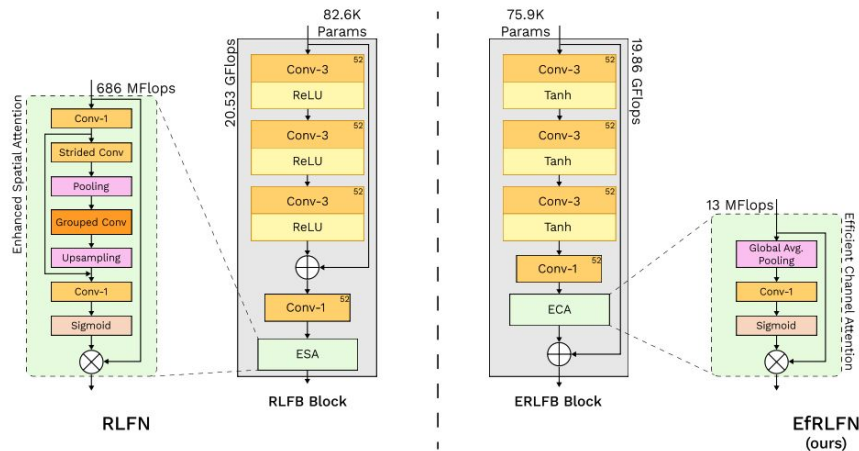 686 MFlops
Enhanced Spatial Attention
Conv-1
Strided Conv
Pooling
Grouped Conv
Upsampling
Conv-1
Sigmoid
RLFN
82.6K
Params
20.53 GFlops
52
Conv-3
ReLU
52
Conv-3
ReLU
52
Conv-3
ReLU
52
Conv-1
ESA
RLFB Block
75.9K
Params
19.86 GFlops
52
Conv-3
Tanh
52
Conv-3
Tanh
52
Conv-3
Tanh
52
Conv-1
ECA
ERLFB Block
13 MFlops
Efficient Channel Attention
Global Avg.
Pooling
Conv-1
Sigmoid
EfRLFN
(ours)